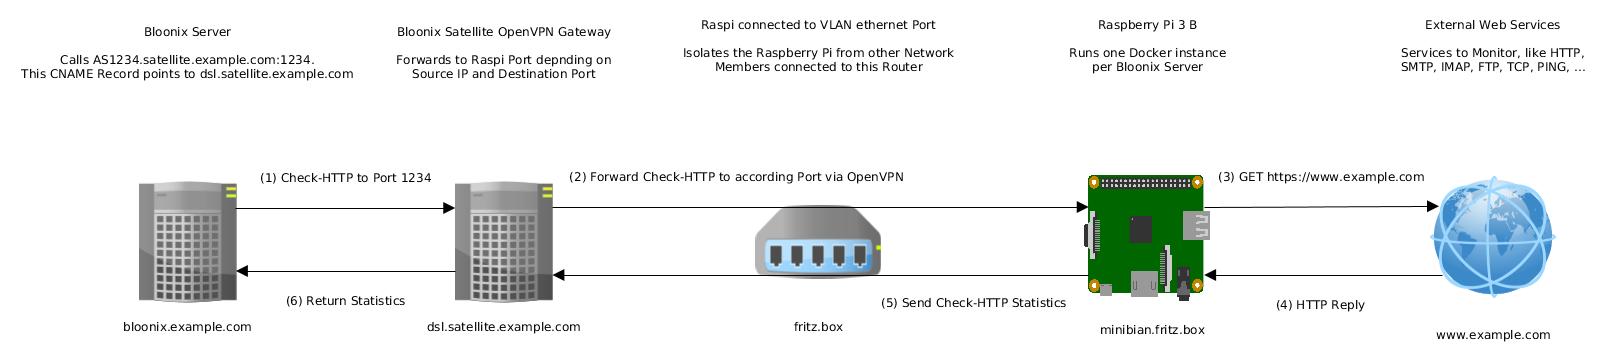 Bloonix Server
Calls AS1234.satellite.example.com:1234.
This CNAME Record points to dsl.satellite.example.com
Bloonix Satellite OpenVPN Gateway
Forwards to Raspi Port depnding on
Source IP and Destination Port
Raspi connected to VLAN ethernet Port
Isolates the Raspberry Pi from other Network
Members connected to this Router
Raspberry Pi 3 B
Runs one Docker instance
per Bloonix Server
External Web Services
Services to Monitor, like HTTP,
SMTP, IMAP, FTP, TCP, PING, ...
(1) Check-HTTP to Port 1234
(2) Forward Check-HTTP to according Port via OpenVPN
(3) GET https://www.example.com
(6) Return Statistics
(5) Send Check-HTTP Statistics
(4) HTTP Reply
bloonix.example.com
dsl.satellite.example.com
fritz.box
minibian.fritz.box
www.example.com